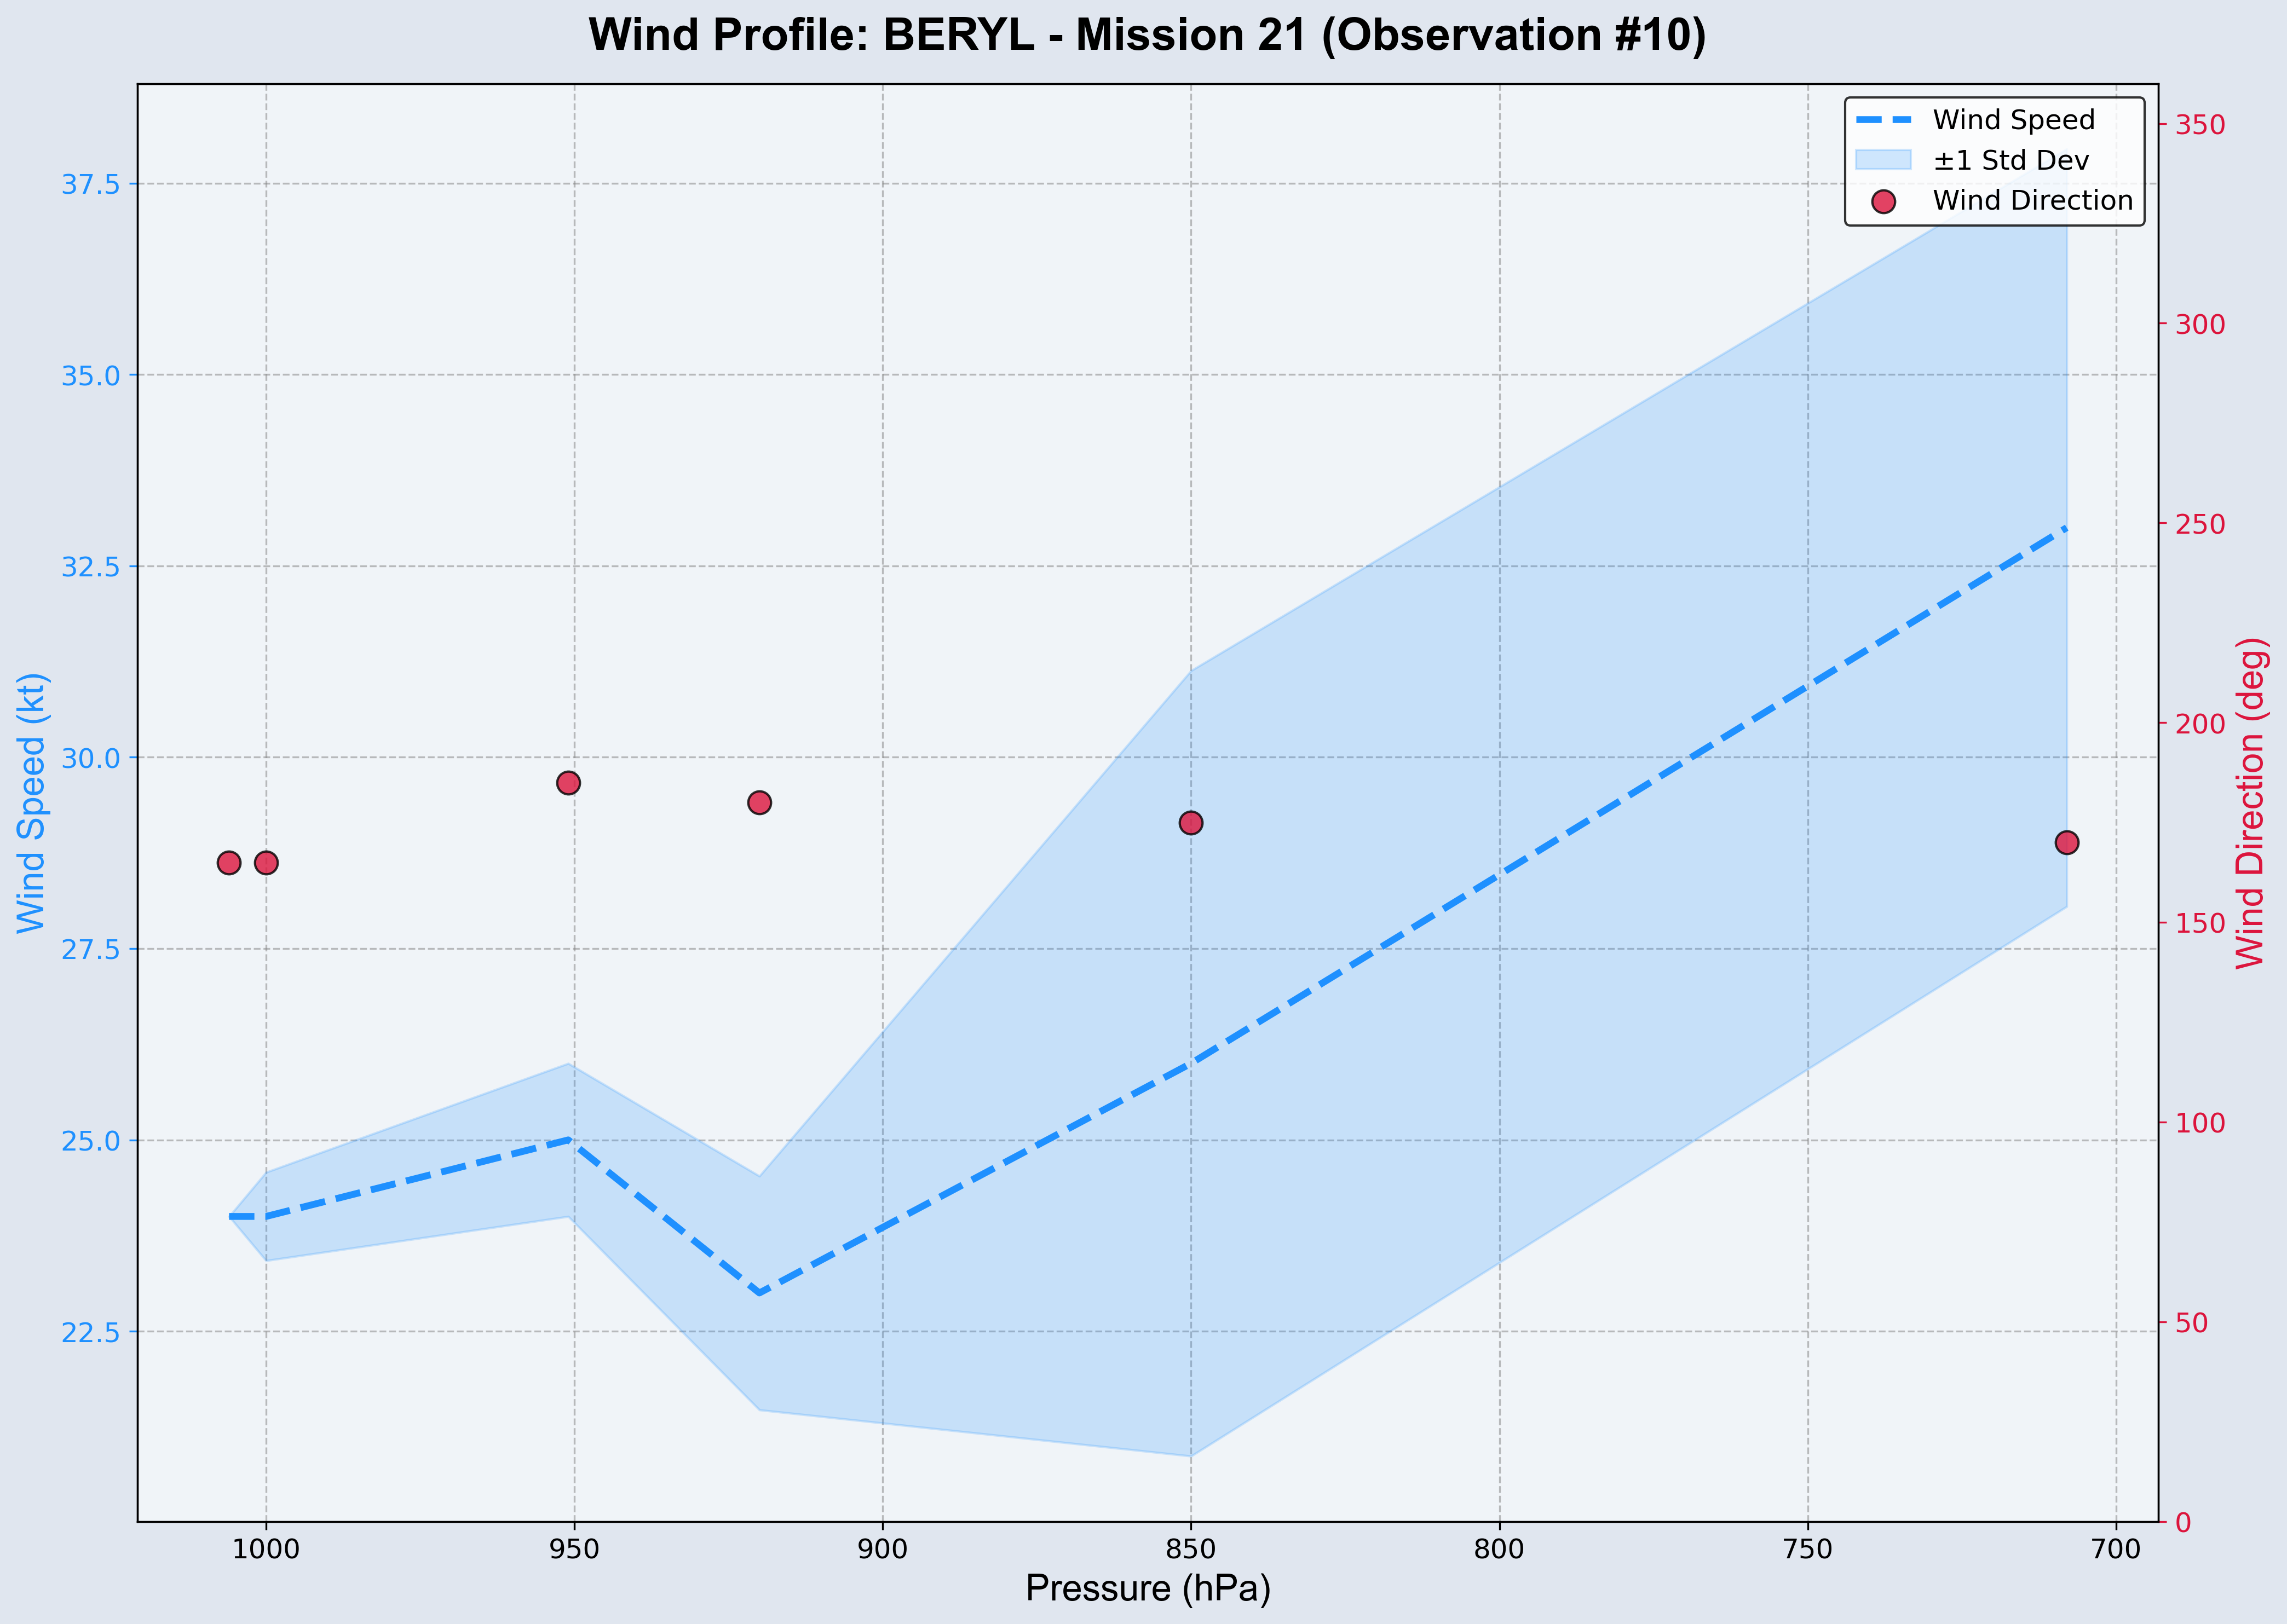 Wind Profile: BERYL - Mission 21 (Observation #10)
Wind Speed
±1 Std Dev
Wind Direction
Wind Speed (kt)
37.5
35.0
32.5
30.0
27.5
25.0
22.5
350
300
250
200
150
100
50
0
Wind Direction (deg)
1000 950 900 850 800 750 700
Pressure (hPa)